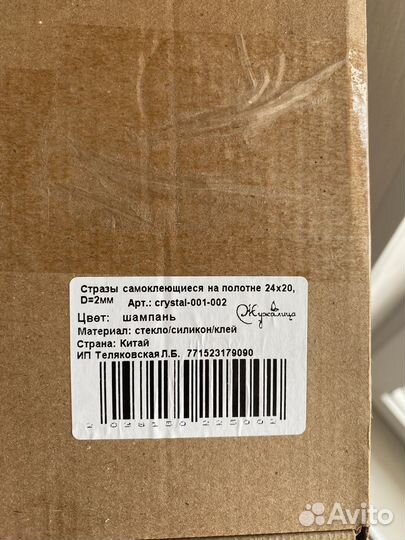 Стразы самоклеющиеся на полотне 24х20,
D=2мм Арт.: crystal-001-002
Цвет: шампань
Журавлица
Материал: стекло/силикон/клей
Страна: Китай
ИП Теляковская Л.Б. 771523179090
Avito